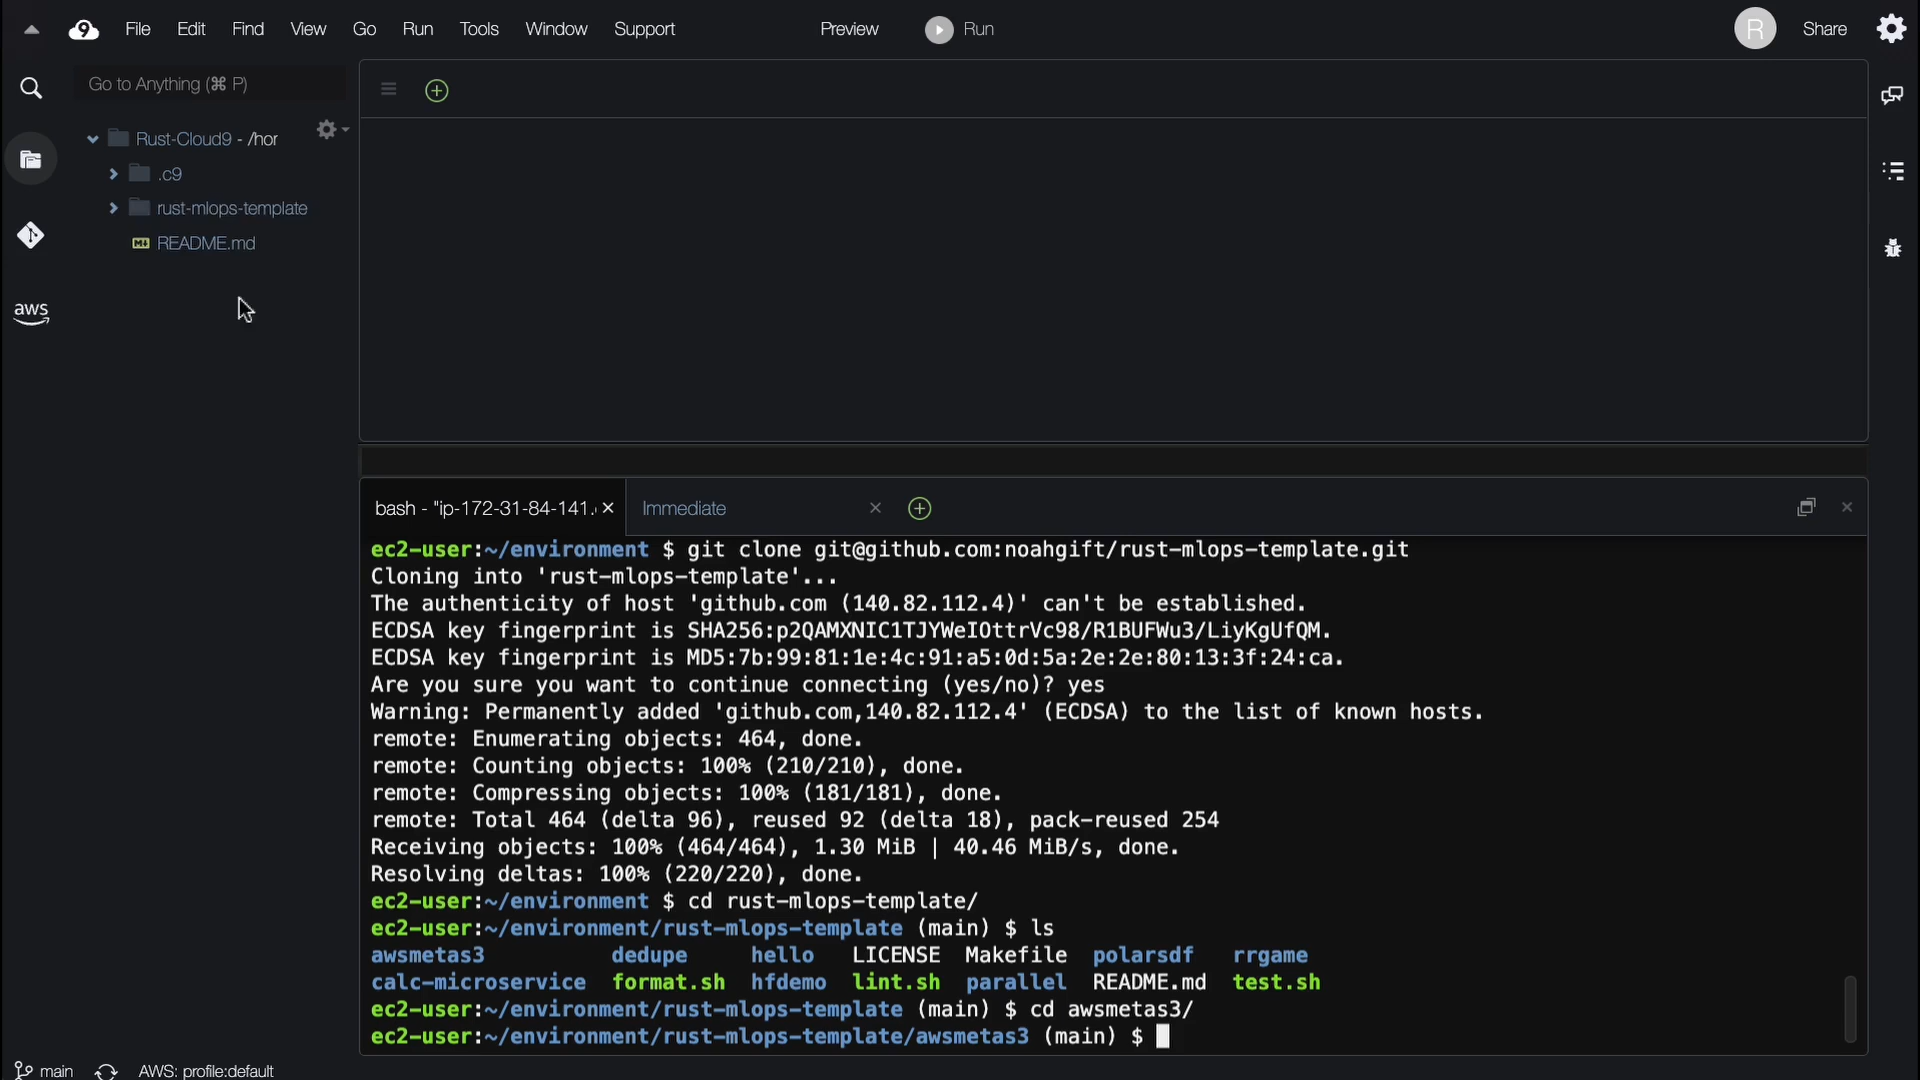 9 File Edit Find View Go Run Tools Window Support Preview Run R Share
Go to Anything (⌘ P)
Rust-Cloud9 - /hor
.c9
rust-mlops-template
README.md
aws
bash - "ip-172-31-84-141. Immediate
ec2-user:~/environment $ git clone git@github.com:noahgift/rust-mlops-template.git
Cloning into 'rust-mlops-template'...
The authenticity of host 'github.com (140.82.112.4)' can't be established.
ECDSA key fingerprint is SHA256:p2QAMXNIC1TJYWeIOttrVc98/R1BUFWu3/LiyKgUfQM.
ECDSA key fingerprint is MD5:7b:99:81:1e:4c:91:a5:0d:5a:2e:2e:80:13:3f:24:ca.
Are you sure you want to continue connecting (yes/no)? yes
Warning: Permanently added 'github.com,140.82.112.4' (ECDSA) to the list of known hosts.
remote: Enumerating objects: 464, done.
remote: Counting objects: 100% (210/210), done.
remote: Compressing objects: 100% (181/181), done.
remote: Total 464 (delta 96), reused 92 (delta 18), pack-reused 254
Receiving objects: 100% (464/464), 1.30 MiB | 40.46 MiB/s, done.
Resolving deltas: 100% (220/220), done.
ec2-user:~/environment $ cd rust-mlops-template/
ec2-user:~/environment/rust-mlops-template (main) $ ls
awsmetas3 dedupe hello LICENSE Makefile polarsdf rrgame
calc-microservice format.sh hfdemo lint.sh parallel README.md test.sh
ec2-user:~/environment/rust-mlops-template (main) $ cd awsmetas3/
ec2-user:~/environment/rust-mlops-template/awsmetas3 (main) $
main AWS: profile:default